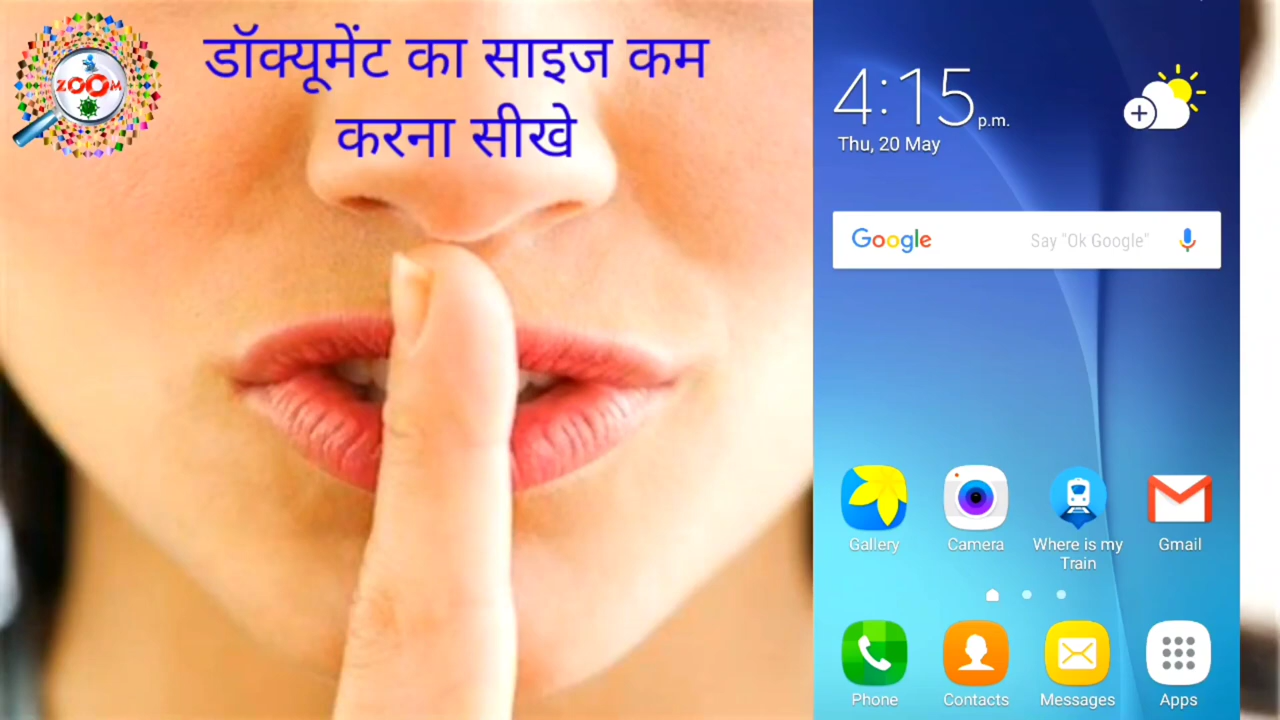 ZOOM
डॉक्यूमेंट का साइज कम
करना सीखे
4:15 p.m.
Thu, 20 May
Google Say "Ok Google"
Gallery Camera Where is my Train Gmail
Phone Contacts Messages Apps